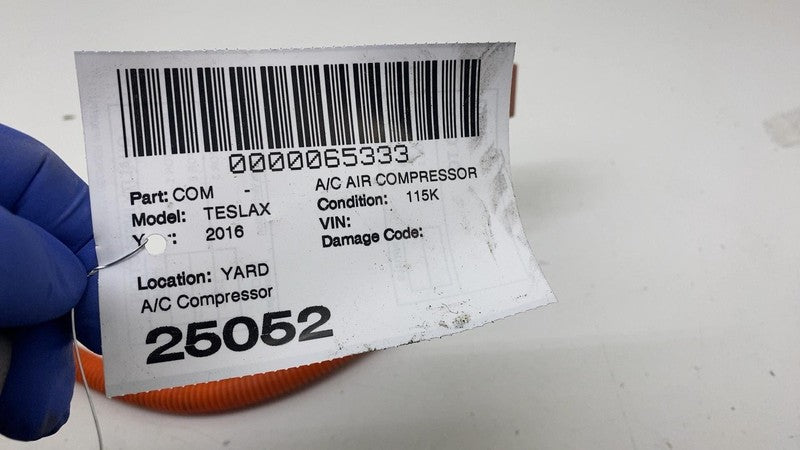 0000065333
Part: COM - A/C AIR COMPRESSOR
Model: TESLAX Condition: 115K
2016 VIN:
Damage Code:
Location: YARD
A/C Compressor
25052